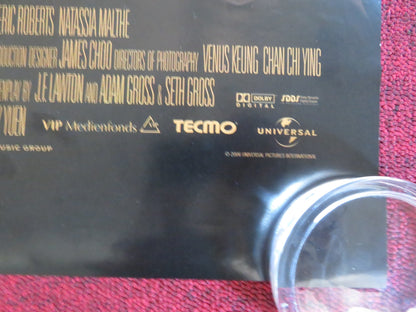 ERIC ROBERTS NATASSIA MALTHE
PRODUCTION DESIGNER JAMES CHOO DIRECTORS OF PHOTOGRAPHY VENUS KEUNG CHAN CHI YING
J.F. LAWTON AND ADAM GROSS & SETH GROSS
DOLBY DIGITAL SDDS
YUEN
VIP Medienfonds TECMO UNIVERSAL
MUSIC GROUP
© 2006 UNIVERSAL PICTURES INTERNATIONAL